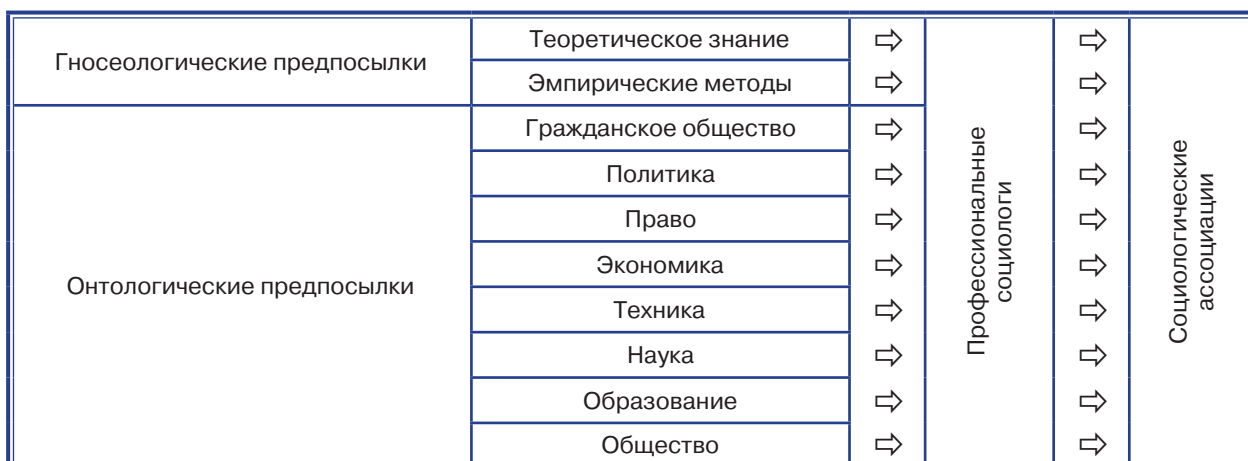 Гносеологические предпосылки
Теоретическое знание
⇨
⇨
Эмпирические методы
⇨
⇨
Онтологические предпосылки
Гражданское общество
⇨
⇨
Политика
⇨
⇨
Право
⇨
⇨
Экономика
⇨
⇨
Техника
⇨
⇨
Наука
⇨
⇨
Образование
⇨
⇨
Общество
⇨
⇨
Профессиональные
социологи
Социологические
ассоциации